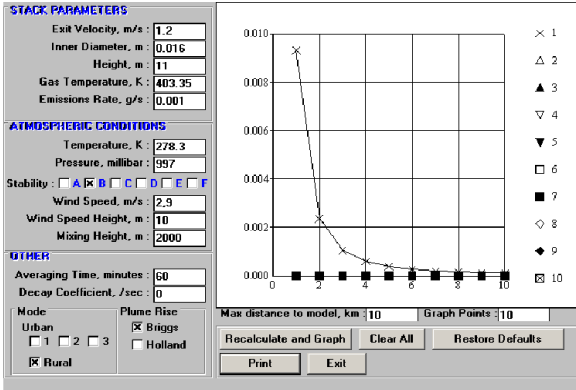 STACK PARAMETERS
Exit Velocity, m/s : 1.2
Inner Diameter, m : 0.016
Height, m : 11
Gas Temperature, K : 403.35
Emissions Rate, g/s : 0.001
ATMOSPHERIC CONDITIONS
Temperature, K : 278.3
Pressure, millibar : 997
Stability : A B C D E F
Wind Speed, m/s : 2.9
Wind Speed Height, m : 10
Mixing Height, m : 2000
OTHER
Averaging Time, minutes : 60
Decay Coefficient, /sec : 0
Mode
Urban
1 2 3
Rural
Plume Rise
Briggs
Holland
0.010
0.008
0.006
0.004
0.002
0.000
0 2 4 6 8 10
1
2
3
4
5
6
7
8
9
10
Max distance to model, km : 10 Graph Points : 10
Recalculate and Graph Clear All Restore Defaults
Print Exit